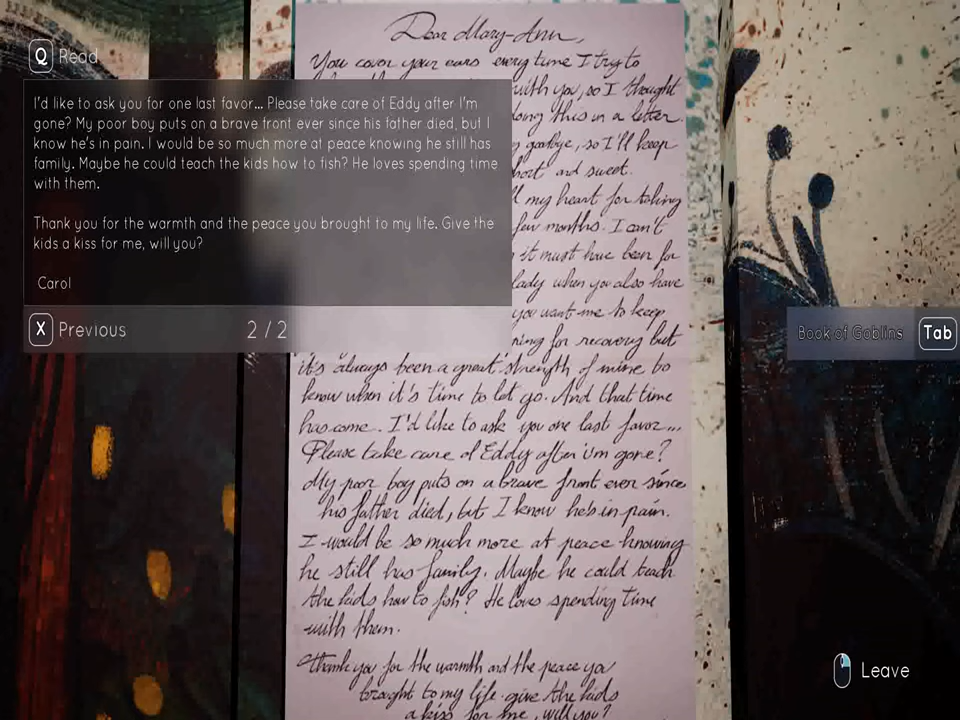 Q Read
I'd like to ask you for one last favor... Please take care of Eddy after I'm
gone? My poor boy puts on a brave front ever since his father died, but I
know he's in pain. I would be so much more at peace knowing he still has
family. Maybe he could teach the kids how to fish? He loves spending time
with them.
Thank you for the warmth and the peace you brought to my life. Give the
kids a kiss for me, will you?
Carol
X Previous 2 / 2
Dear Mary-Ann,
You cover your ears every time I try to
with you, so I thought
doing this in a letter.
goodbye, so I'll keep
short and sweet.
my heart for taking
few months. I can't
it must have been for
lady when you also have
you want me to keep
ning for recovery but
it's always been a great strength of mine to
know when it's time to let go. And that time
has come. I'd like to ask you one last favor...
Please take care of Eddy after i'm gone?
My poor boy puts on a brave front ever since
his father died, but I know he's in pain.
I would be so much more at peace knowing
he still has family. Maybe he could teach
the kids how to fish? He loves spending time
with them.
Thank you for the warmth and the peace you
brought to my life. give the kids
a kiss for me, will you?
Book of Goblins Tab
Leave